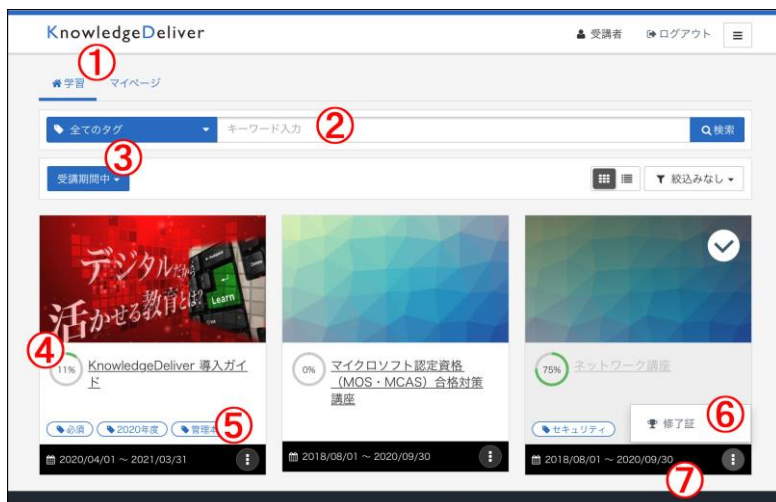 KnowledgeDeliver
受講者
ログアウト
①
学習
マイページ
全てのタグ
キーワード入力
②
検索
③
受講期間中
絞込みなし
デジタルだから
活かせる教育とは?
Learn
④
11%
KnowledgeDeliver 導入ガイ
ド
0%
マイクロソフト認定資格
(MOS・MCAS)合格対策
講座
75%
ネットワーク講座
必須
2020年度
⑤
セキュリティ
修了証
⑥
2020/04/01 ~ 2021/03/31
2018/08/01 ~ 2020/09/30
2018/08/01 ~ 2020/09/30
⑦